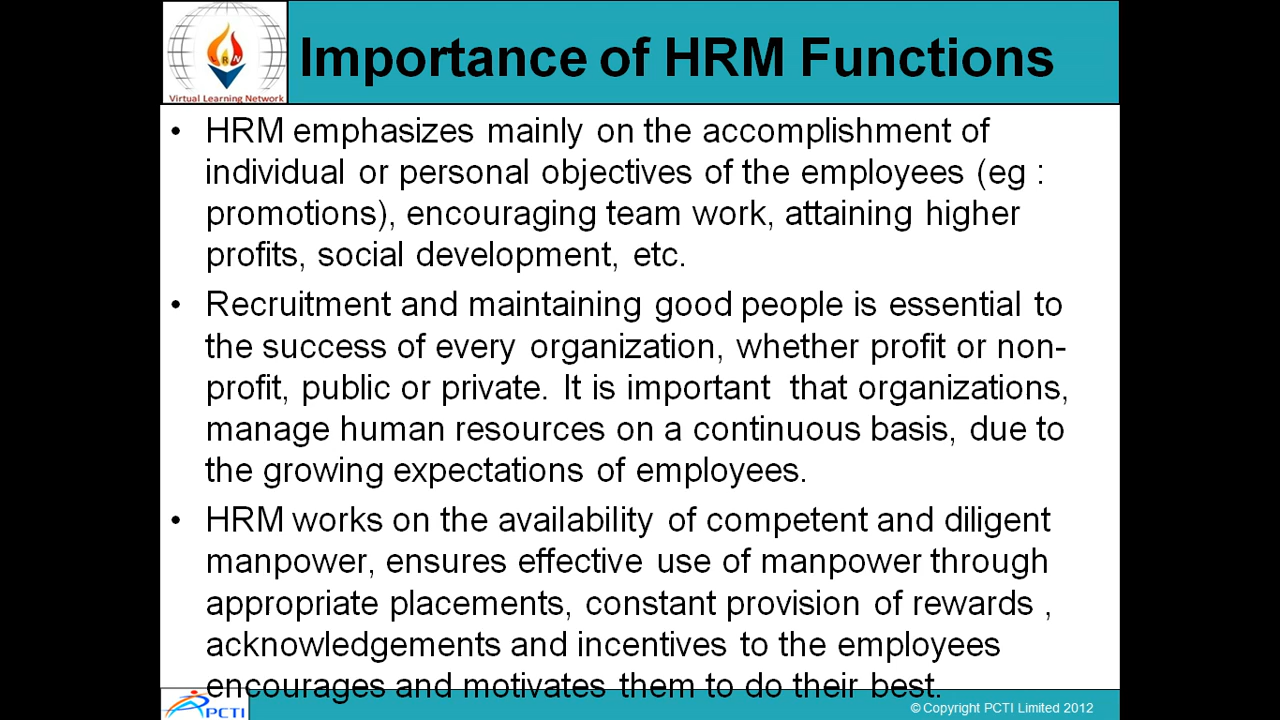 Importance of HRM Functions
Virtual Learning Network
• HRM emphasizes mainly on the accomplishment of
individual or personal objectives of the employees (eg :
promotions), encouraging team work, attaining higher
profits, social development, etc.
• Recruitment and maintaining good people is essential to
the success of every organization, whether profit or non-
profit, public or private. It is important that organizations,
manage human resources on a continuous basis, due to
the growing expectations of employees.
• HRM works on the availability of competent and diligent
manpower, ensures effective use of manpower through
appropriate placements, constant provision of rewards ,
acknowledgements and incentives to the employees
encourages and motivates them to do their best.
PCTI
© Copyright PCTI Limited 2012